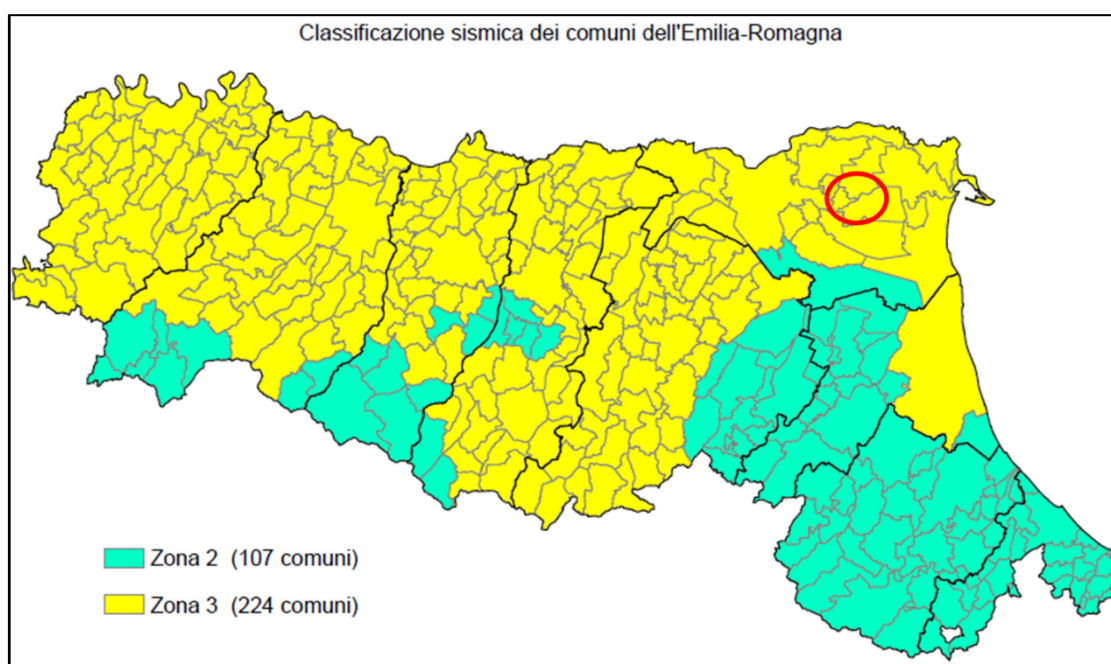 Classificazione sismica dei comuni dell'Emilia-Romagna
Zona 2 (107 comuni)
Zona 3 (224 comuni)